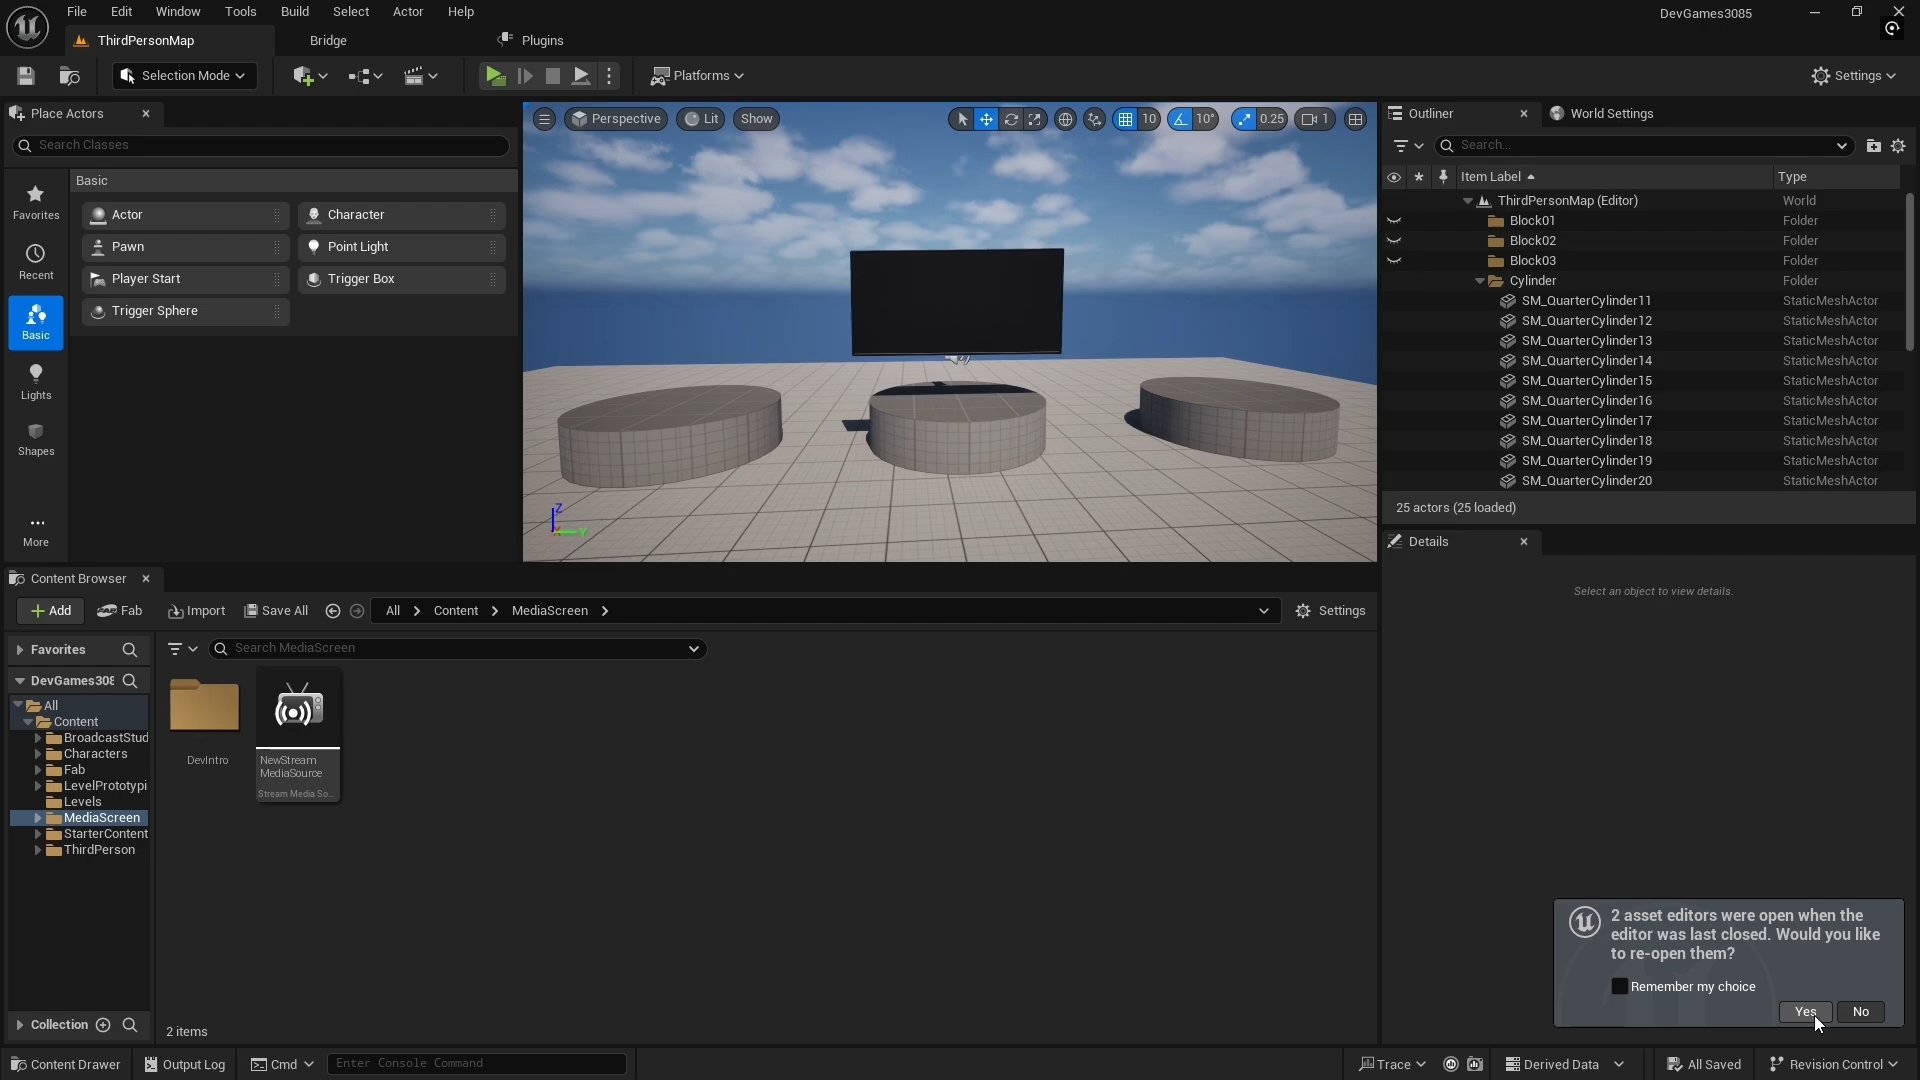 File Edit Window Tools Build Select Actor Help DevGames3085
ThirdPersonMap Bridge Plugins
Selection Mode Platforms Settings
Place Actors
Search Classes
Basic
Favorites
Recent
Basic
Lights
Shapes
More
Actor Character
Pawn Point Light
Player Start Trigger Box
Trigger Sphere
Perspective Lit Show 10 10° 0.25 1
Z
Y
Outliner World Settings
Search...
Item Label Type
ThirdPersonMap (Editor) World
Block01 Folder
Block02 Folder
Block03 Folder
Cylinder Folder
SM_QuarterCylinder11 StaticMeshActor
SM_QuarterCylinder12 StaticMeshActor
SM_QuarterCylinder13 StaticMeshActor
SM_QuarterCylinder14 StaticMeshActor
SM_QuarterCylinder15 StaticMeshActor
SM_QuarterCylinder16 StaticMeshActor
SM_QuarterCylinder17 StaticMeshActor
SM_QuarterCylinder18 StaticMeshActor
SM_QuarterCylinder19 StaticMeshActor
SM_QuarterCylinder20 StaticMeshActor
25 actors (25 loaded)
Details
Select an object to view details.
Content Browser
Add Fab Import Save All All Content MediaScreen Settings
Favorites
DevGames308
All
Content
BroadcastStud
Characters
Fab
LevelPrototypi
Levels
MediaScreen
StarterContent
ThirdPerson
Collection
Search MediaScreen
DevIntro
NewStream
MediaSource
Stream Media So...
2 items
2 asset editors were open when the
editor was last closed. Would you like
to re-open them?
Remember my choice
Yes No
Content Drawer Output Log Cmd Enter Console Command Trace Derived Data All Saved Revision Control